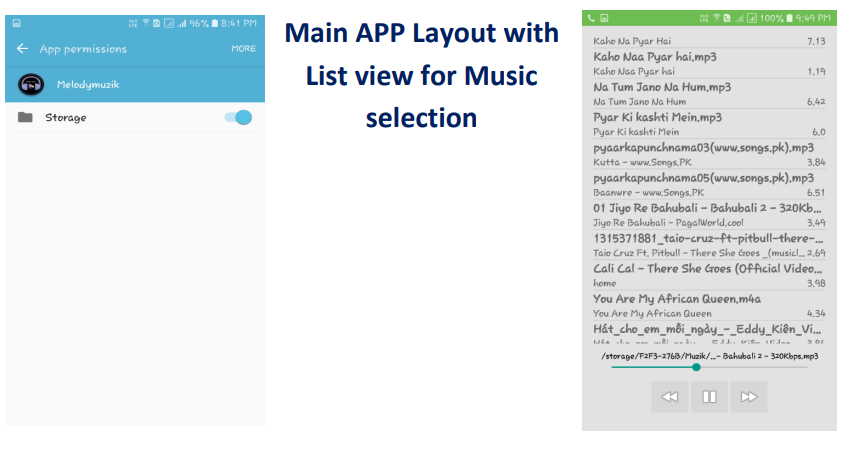 96% 8:41 PM
App permissions MORE
Melodymuzik
Storage
Main APP Layout with
List view for Music
selection
100% 9:49 PM
Kaho Na Pyar Hai 7.13
Kaho Naa Pyar hai.mp3
Kaho Naa Pyar hai 1.19
Na Tum Jano Na Hum.mp3
Na Tum Jano Na Hum 6.42
Pyar Ki kashti Mein.mp3
Pyar Ki kashti Mein 6.0
pyaarkapunchnama03(www.songs.pk).mp3
Kutta - www.Songs.PK 3.84
pyaarkapunchnama05(www.songs.pk).mp3
Baanwre - www.Songs.PK 6.51
01 Jiyo Re Bahubali - Bahubali 2 - 320Kb...
Jiyo Re Bahubali - PagalWorld.cool 3.49
1315371881_taio-cruz-ft-pitbull-there-...
Taio Cruz Ft. Pitbull - There She Goes _(musicl... 2.69
Cali Cal - There She Goes (Official Video...
home 3.98
You Are My African Queen.m4a
You Are My African Queen 4.34
Hát_cho_em_mỗi_ngày_-_Eddy_Kiên_Vi...
/storage/F2F3-276B/Muzik/...- Bahubali 2 - 320Kbps.mp3